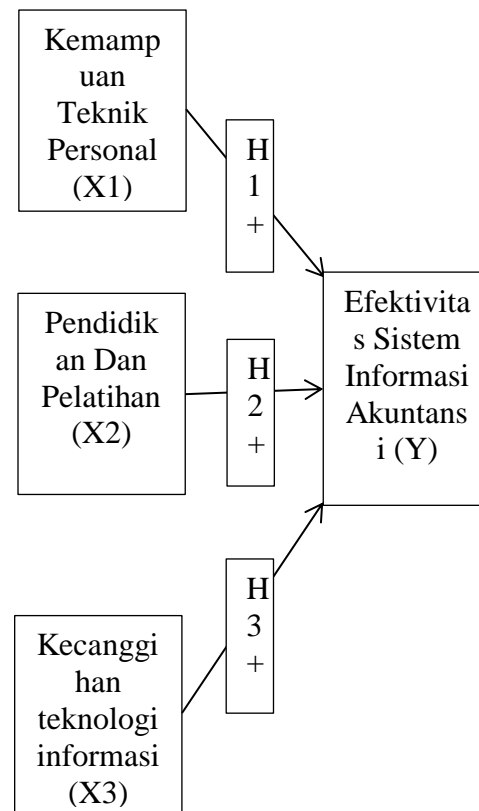 Kemamp
uan
Teknik
Personal
(X1)
H
1
+
Pendidik
an Dan
Pelatihan
(X2)
H
2
+
Kecanggi
han
teknologi
informasi
(X3)
H
3
+
Efektivita
s Sistem
Informasi
Akuntans
i (Y)